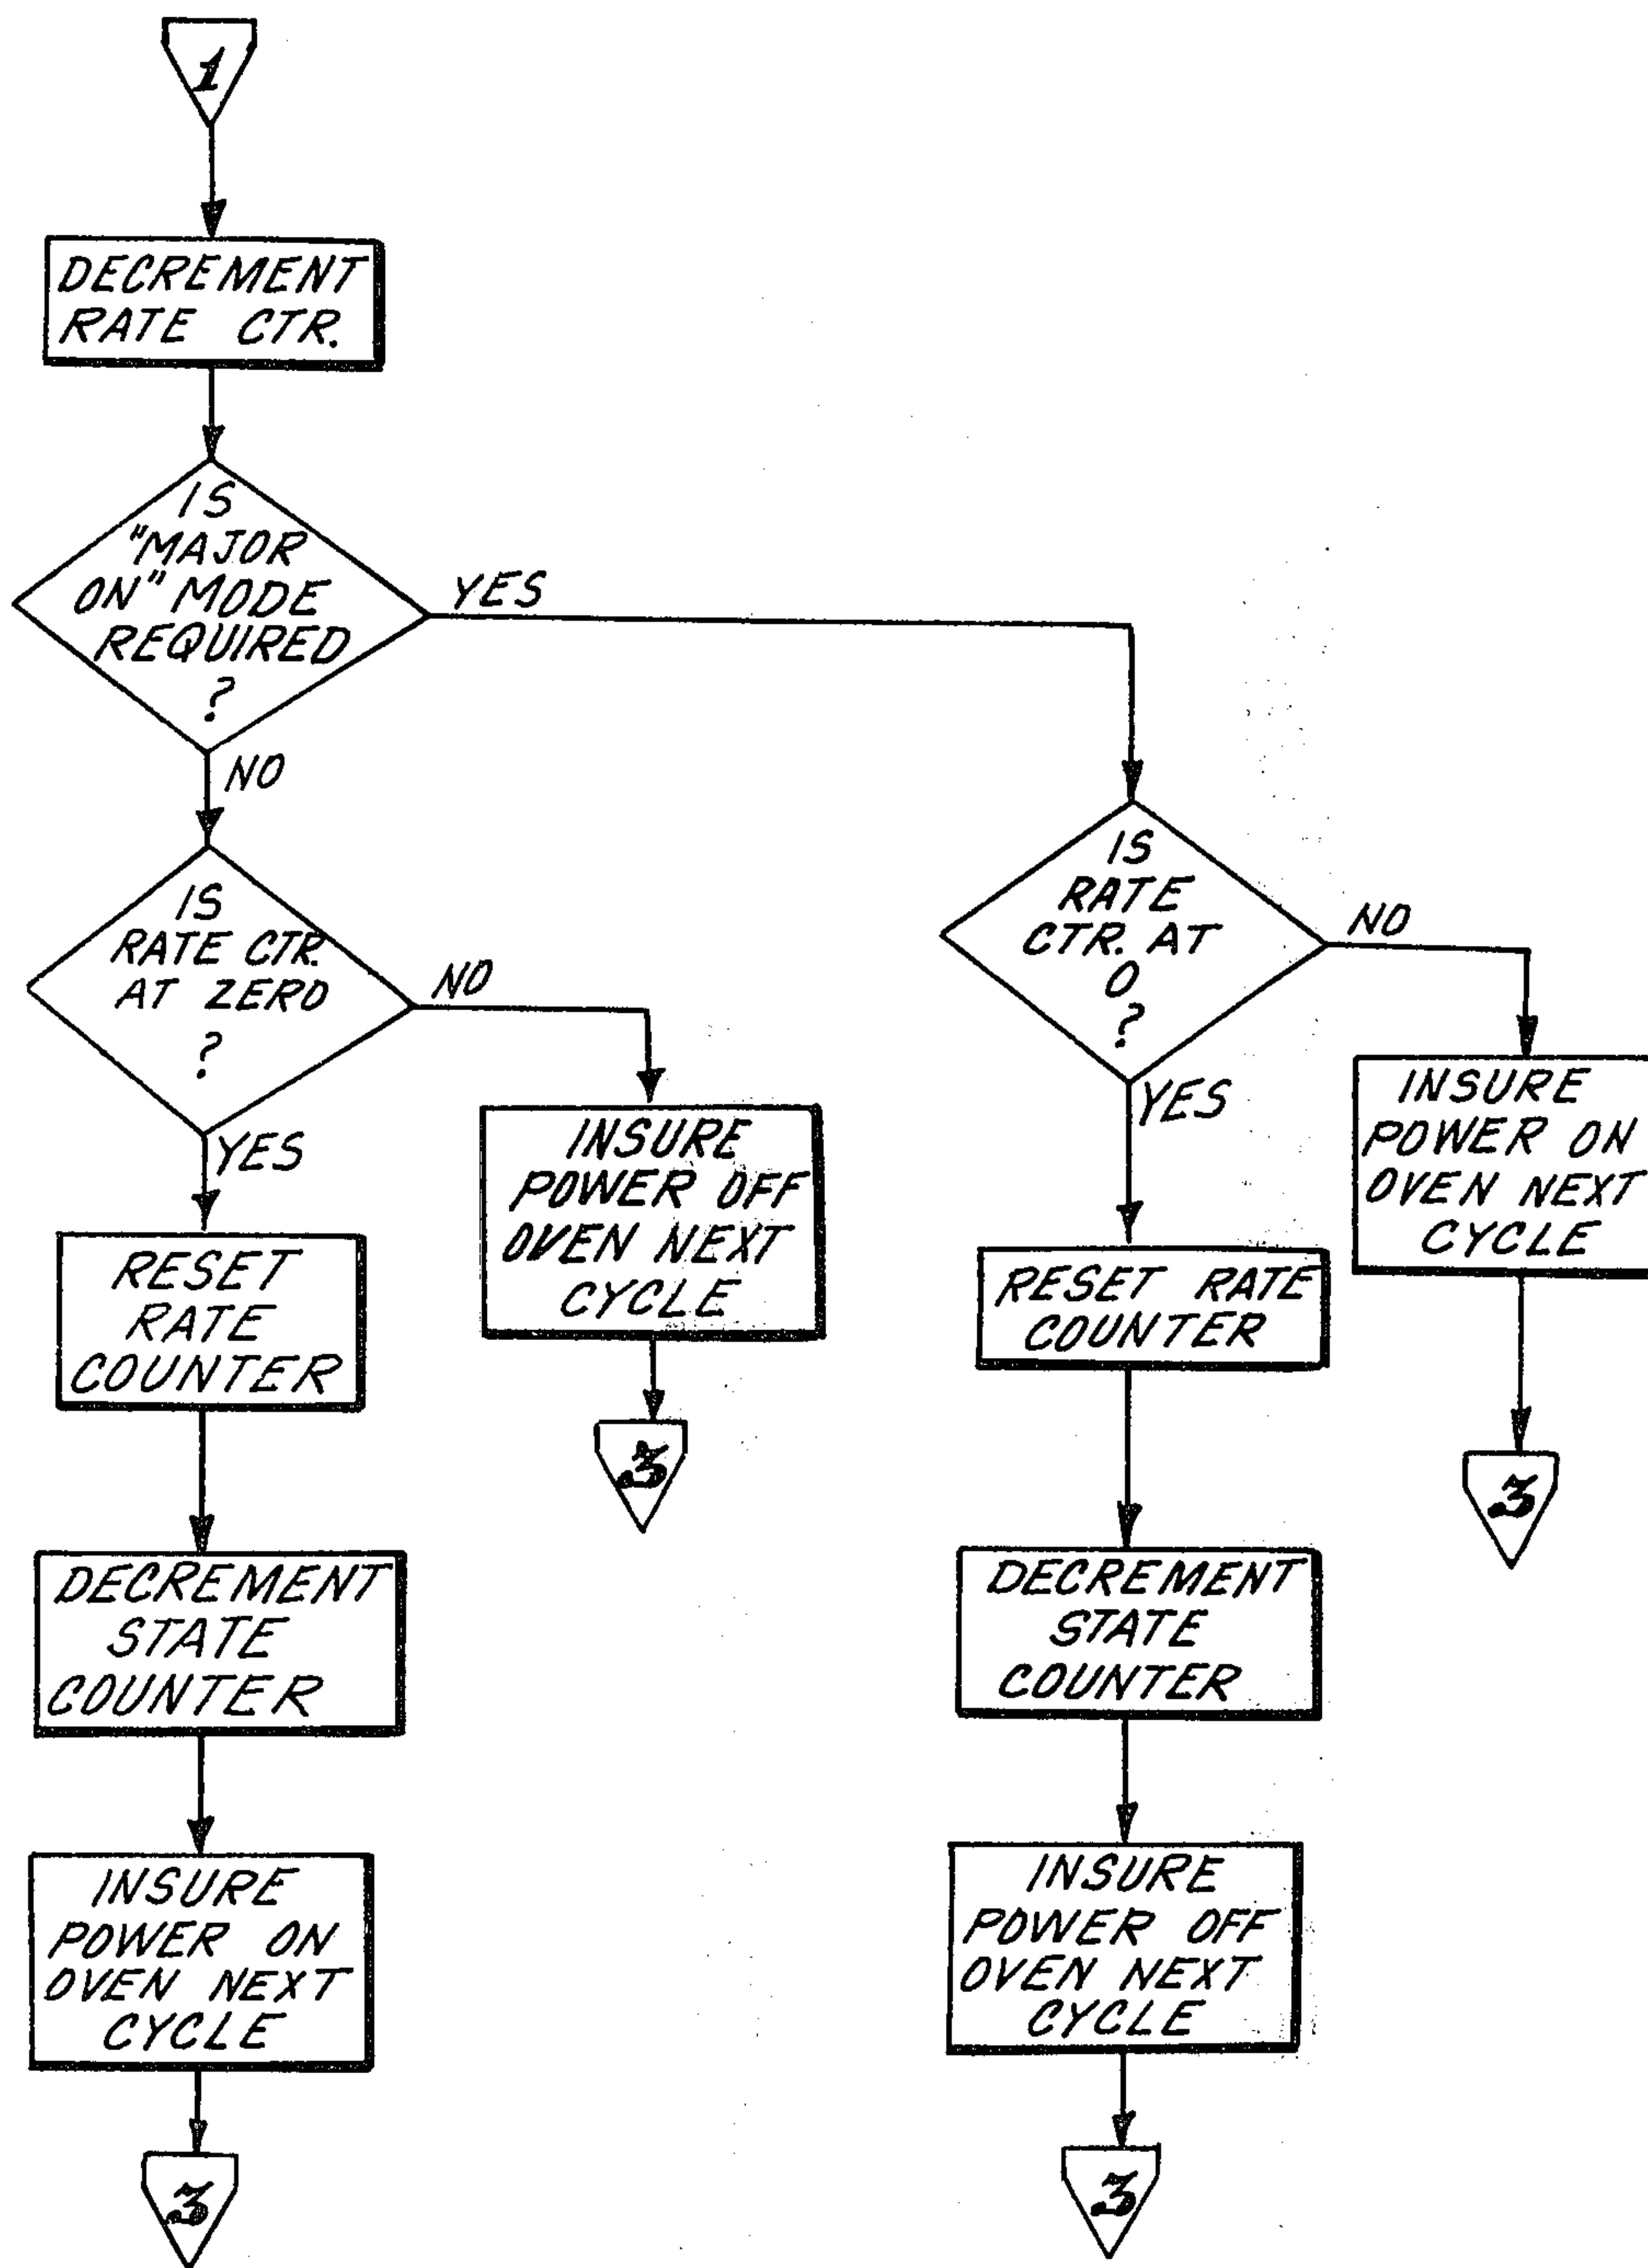 1
DECREMENT
RATE CTR.
IS
"MAJOR
ON" MODE
REQUIRED
?
YES
NO
IS
RATE CTR.
AT ZERO
?
NO
YES
INSURE
POWER OFF
OVEN NEXT
CYCLE
3
RESET
RATE
COUNTER
DECREMENT
STATE
COUNTER
INSURE
POWER ON
OVEN NEXT
CYCLE
3
IS
RATE
CTR. AT
0
?
NO
YES
INSURE
POWER ON
OVEN NEXT
CYCLE
3
RESET RATE
COUNTER
DECREMENT
STATE
COUNTER
INSURE
POWER OFF
OVEN NEXT
CYCLE
3